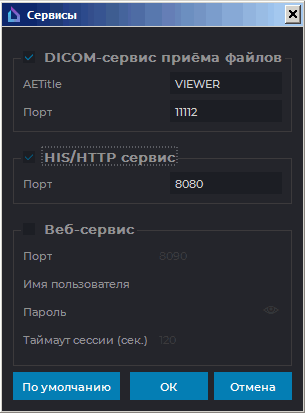 Сервисы
DICOM-сервис приёма файлов
AETitle VIEWER
Порт 11112
HIS/HTTP сервис
Порт 8080
Веб-сервис
Порт 8090
Имя пользователя
Пароль
Таймаут сессии (сек.) 120
По умолчанию ОК Отмена